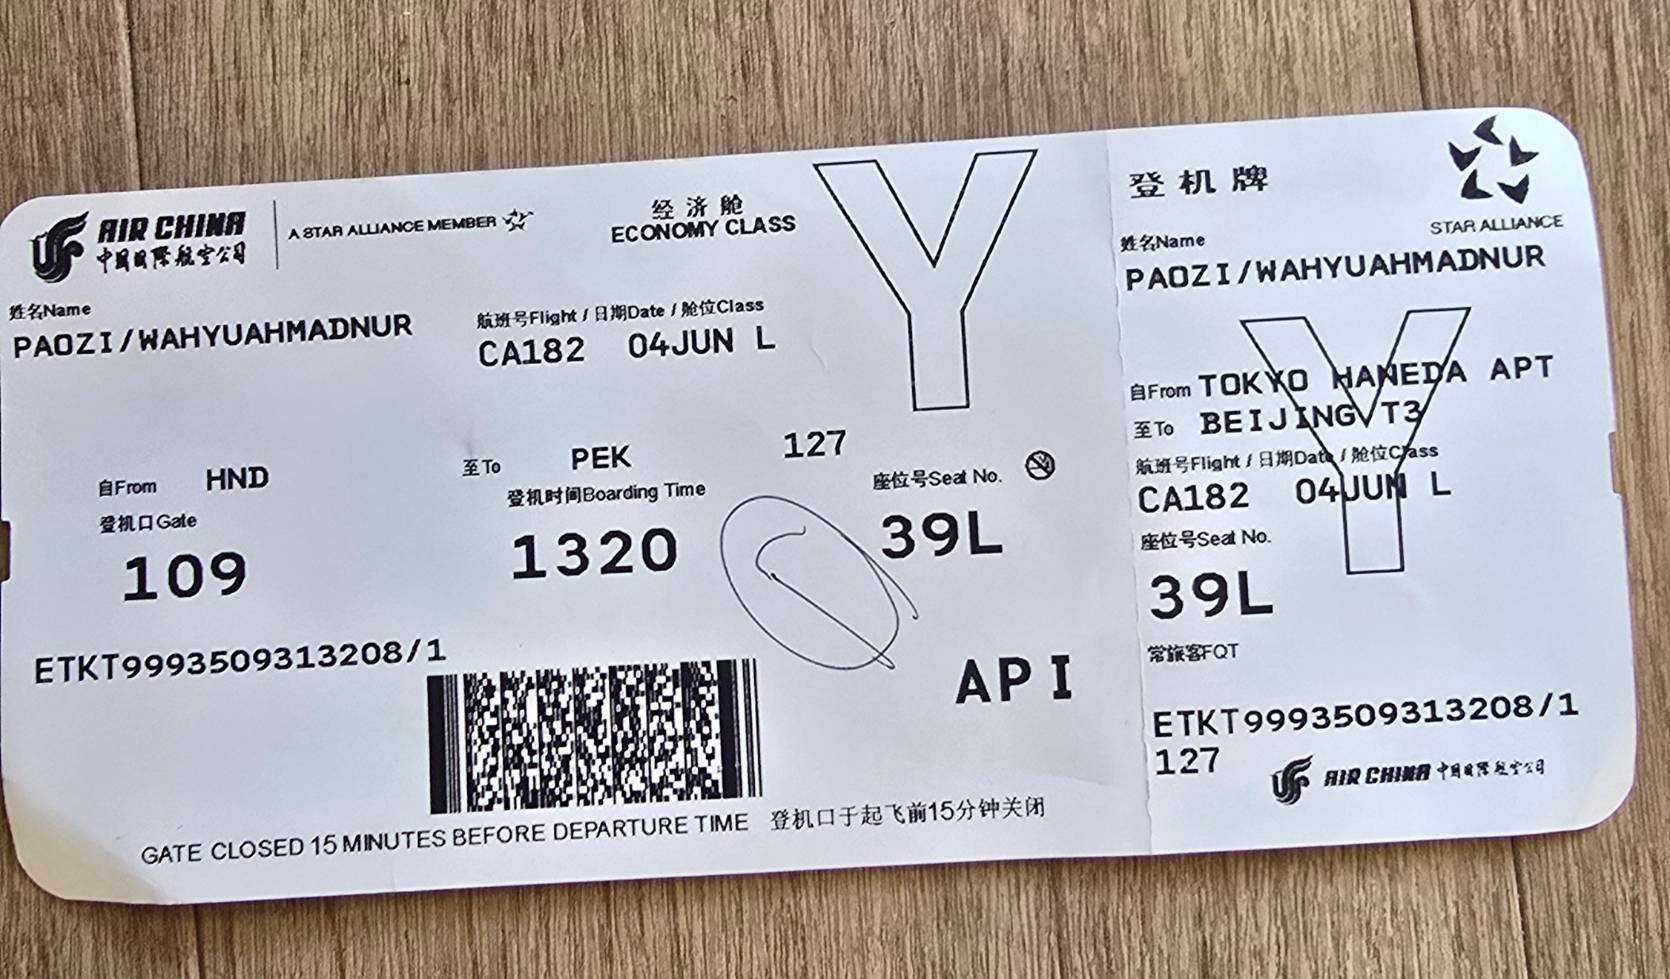 AIR CHINA
中国国际航空公司
A STAR ALLIANCE MEMBER
经济舱
ECONOMY CLASS
Y
姓名Name
PAOZI/WAHYUAHMADNUR
航班号Flight / 日期Date / 舱位Class
CA182 04JUN L
自From HND
至To PEK
127
登机口Gate
109
登机时间Boarding Time
1320
座位号Seat No.
39L
ETKT9993509313208/1
API
GATE CLOSED 15 MINUTES BEFORE DEPARTURE TIME 登机口于起飞前15分钟关闭
登机牌
STAR ALLIANCE
姓名Name
PAOZI/WAHYUAHMADNUR
Y
自From TOKYO HANEDA APT
至To BEIJING T3
航班号Flight / 日期Date / 舱位Class
CA182 04JUN L
座位号Seat No.
39L
常旅客FQT
ETKT9993509313208/1
127
AIR CHINA 中国国际航空公司